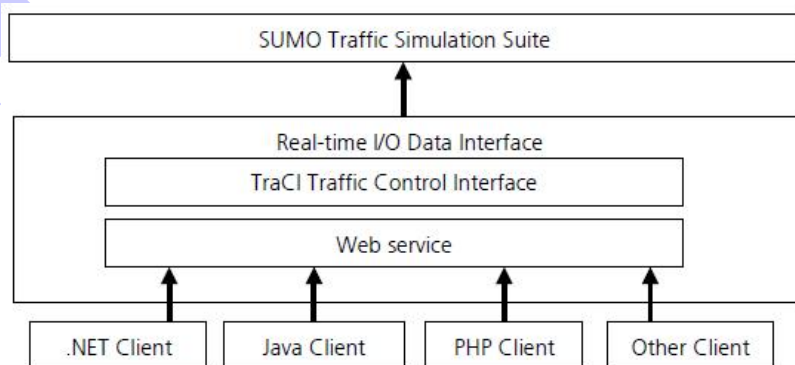 SUMO Traffic Simulation Suite
Real-time I/O Data Interface
TraCI Traffic Control Interface
Web service
.NET Client
Java Client
PHP Client
Other Client